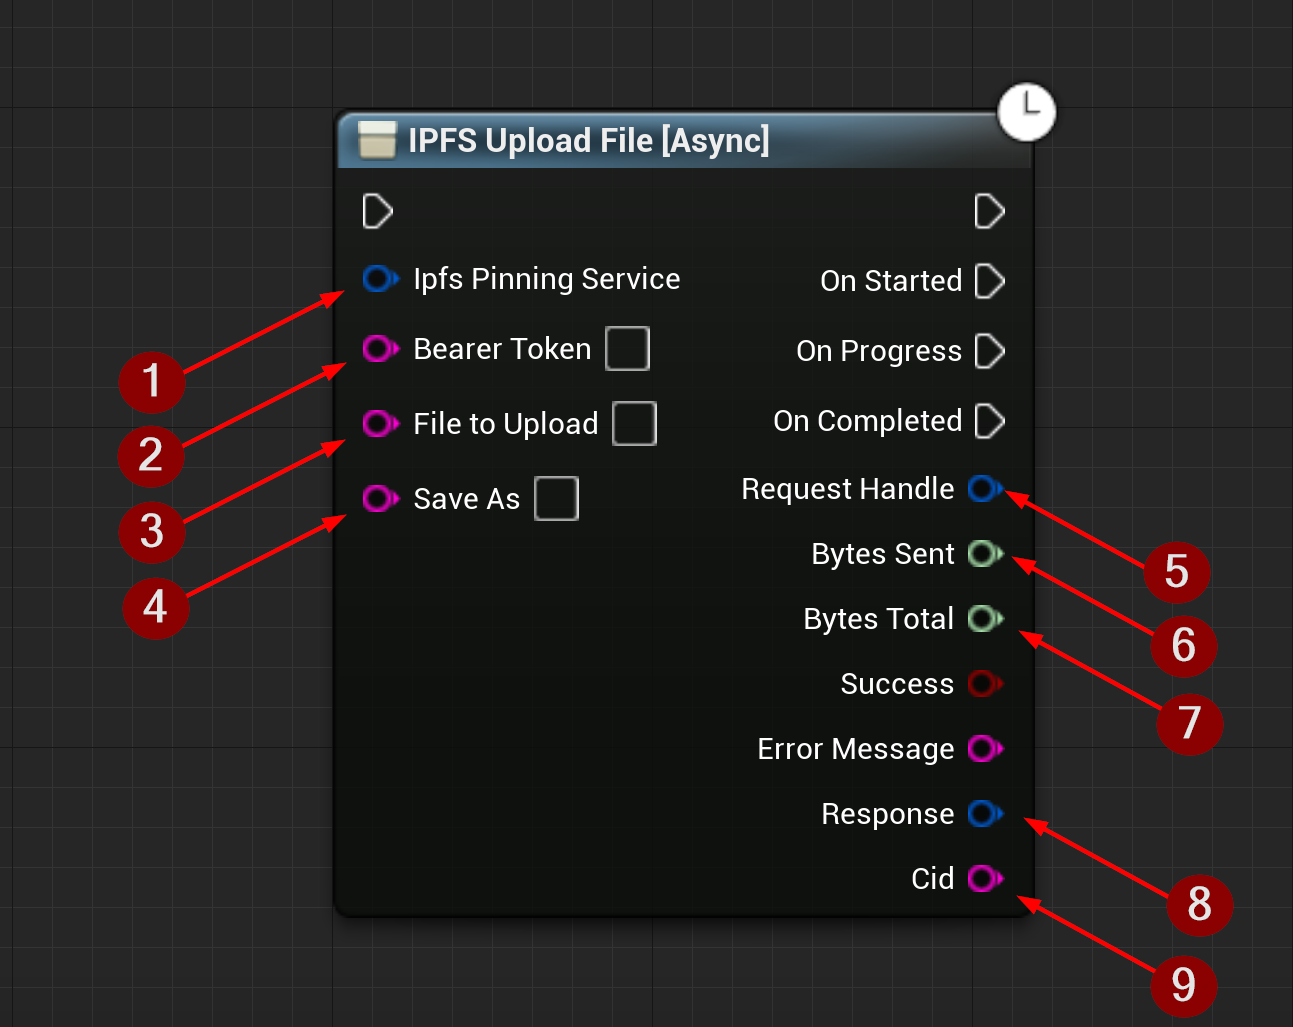 IPFS Upload File [Async]
Ipfs Pinning Service
On Started
Bearer Token
On Progress
File to Upload
On Completed
Save As
Request Handle
Bytes Sent
Bytes Total
Success
Error Message
Response
Cid
1
2
3
4
5
6
7
8
9